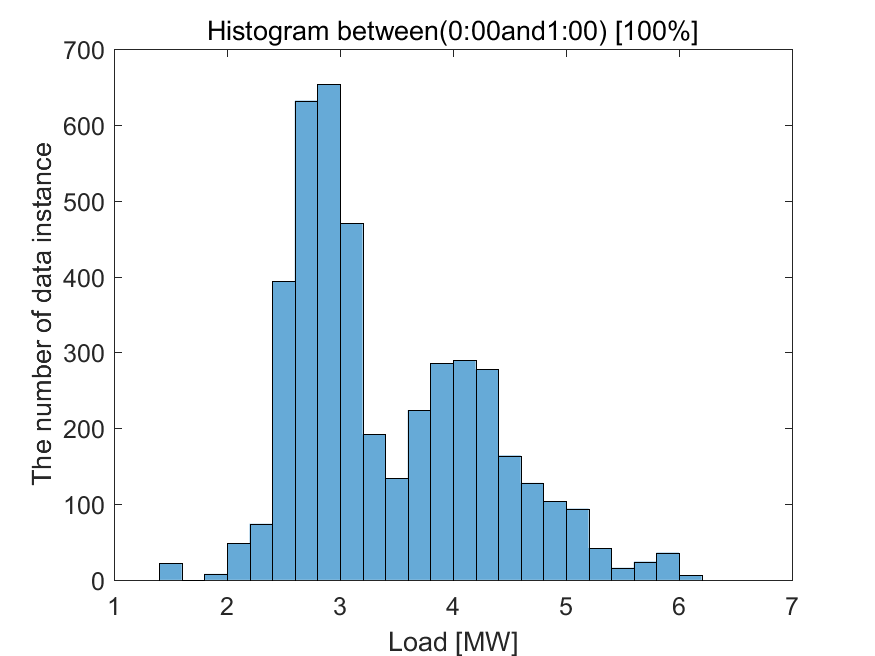 Histogram between(0:00and1:00) [100%]
700
600
500
400
300
200
100
0
The number of data instance
1 2 3 4 5 6 7
Load [MW]